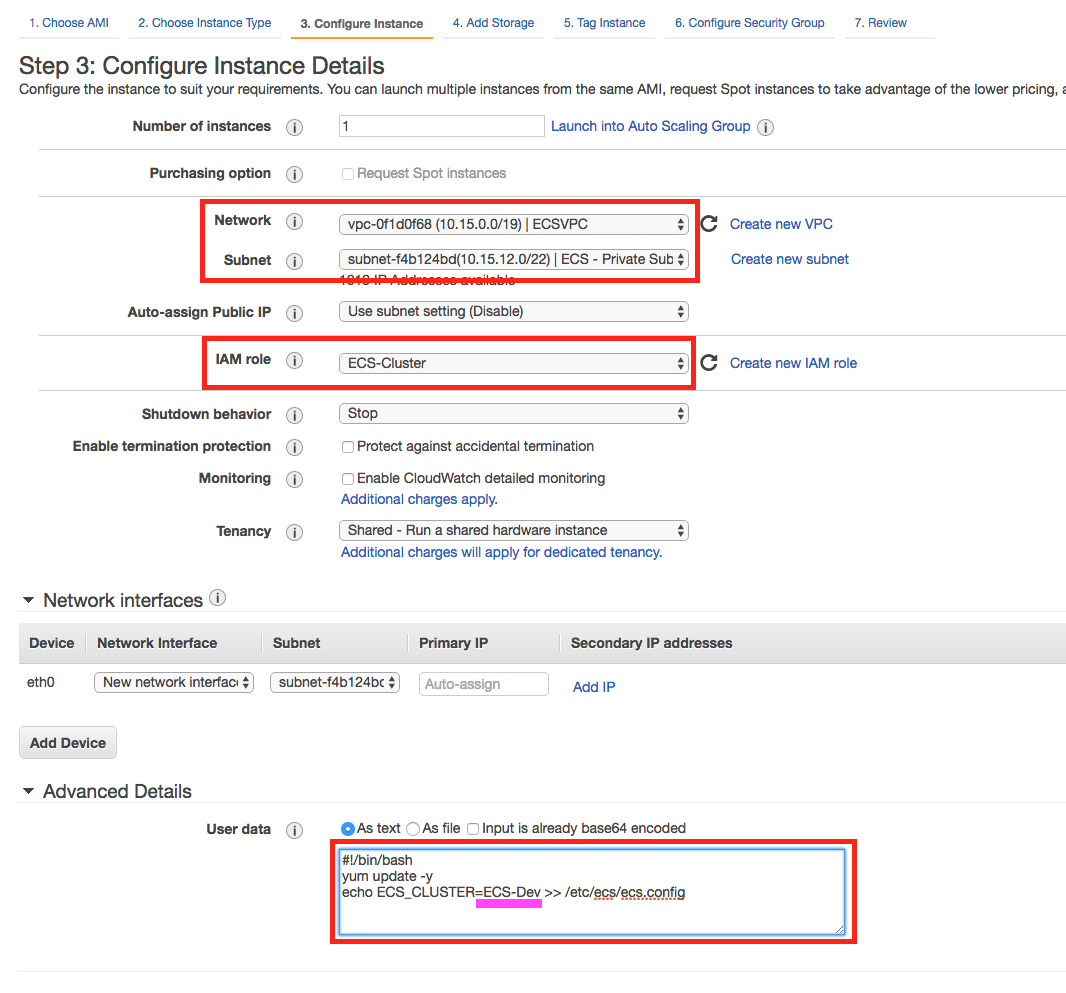 1. Choose AMI 2. Choose Instance Type 3. Configure Instance 4. Add Storage 5. Tag Instance 6. Configure Security Group 7. Review
Step 3: Configure Instance Details
Configure the instance to suit your requirements. You can launch multiple instances from the same AMI, request Spot instances to take advantage of the lower pricing, a
Number of instances 1 Launch into Auto Scaling Group
Purchasing option Request Spot instances
Network vpc-0f1d0f68 (10.15.0.0/19) | ECSVPC Create new VPC
Subnet subnet-f4b124bd(10.15.12.0/22) | ECS - Private Sub Create new subnet
1019 IP Addresses available
Auto-assign Public IP Use subnet setting (Disable)
IAM role ECS-Cluster Create new IAM role
Shutdown behavior Stop
Enable termination protection Protect against accidental termination
Monitoring Enable CloudWatch detailed monitoring
Additional charges apply.
Tenancy Shared - Run a shared hardware instance
Additional charges will apply for dedicated tenancy.
Network interfaces
Device Network Interface Subnet Primary IP Secondary IP addresses
eth0 New network interfac subnet-f4b124bd Auto-assign Add IP
Add Device
Advanced Details
User data As text As file Input is already base64 encoded
#!/bin/bash
yum update -y
echo ECS_CLUSTER=ECS-Dev >> /etc/ecs/ecs.config